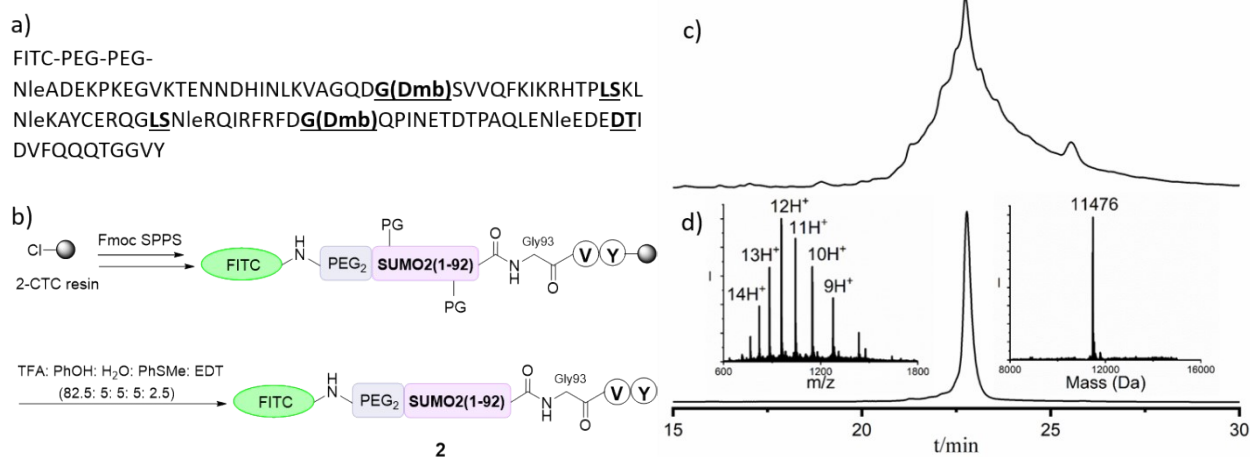 a)
FITC-PEG-PEG-
NleADEKPKEGVKTENNDHINLKVAGQDG(Dmb)SVVQFKIKRHTPLSKL
NleKAYCERQGLSNleRQIRFRFDG(Dmb)QPINETDTPAQLENleEDEDTI
DVFQQQTGGVY
b)
Cl
2-CTC resin
Fmoc SPPS
FITC
N
H
PEG2
PG
SUMO2(1-92)
PG
O
N
H
Gly93
O
V
Y
TFA: PhOH: H2O: PhSMe: EDT
(82.5: 5: 5: 5: 2.5)
FITC
N
H
PEG2
SUMO2(1-92)
O
N
H
Gly93
O
V
Y
2
c)
d)
14H+
13H+
12H+
11H+
10H+
9H+
I
600
1200
1800
m/z
11476
I
8000
12000
16000
Mass (Da)
15
20
25
30
t/min